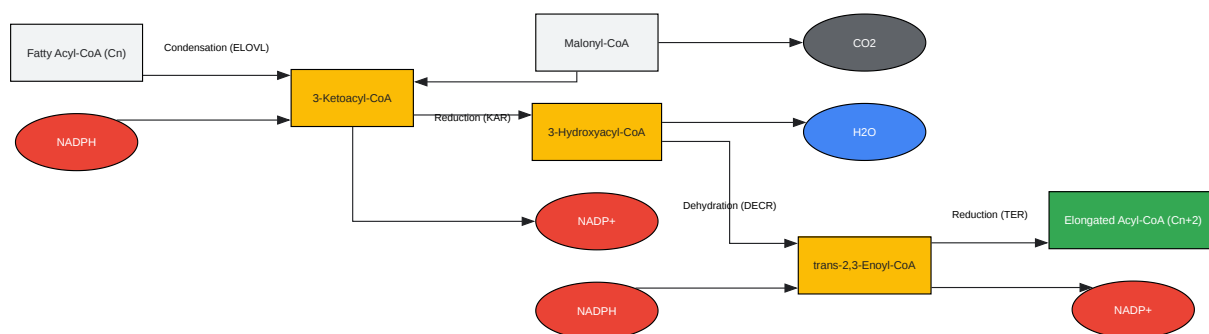 Fatty Acyl-CoA (Cn)
Condensation (ELOVL)
Malonyl-CoA
CO2
3-Ketoacyl-CoA
NADPH
Reduction (KAR)
3-Hydroxyacyl-CoA
H2O
NADP+
Dehydration (DECR)
Reduction (TER)
Elongated Acyl-CoA (Cn+2)
trans-2,3-Enoyl-CoA
NADPH
NADP+